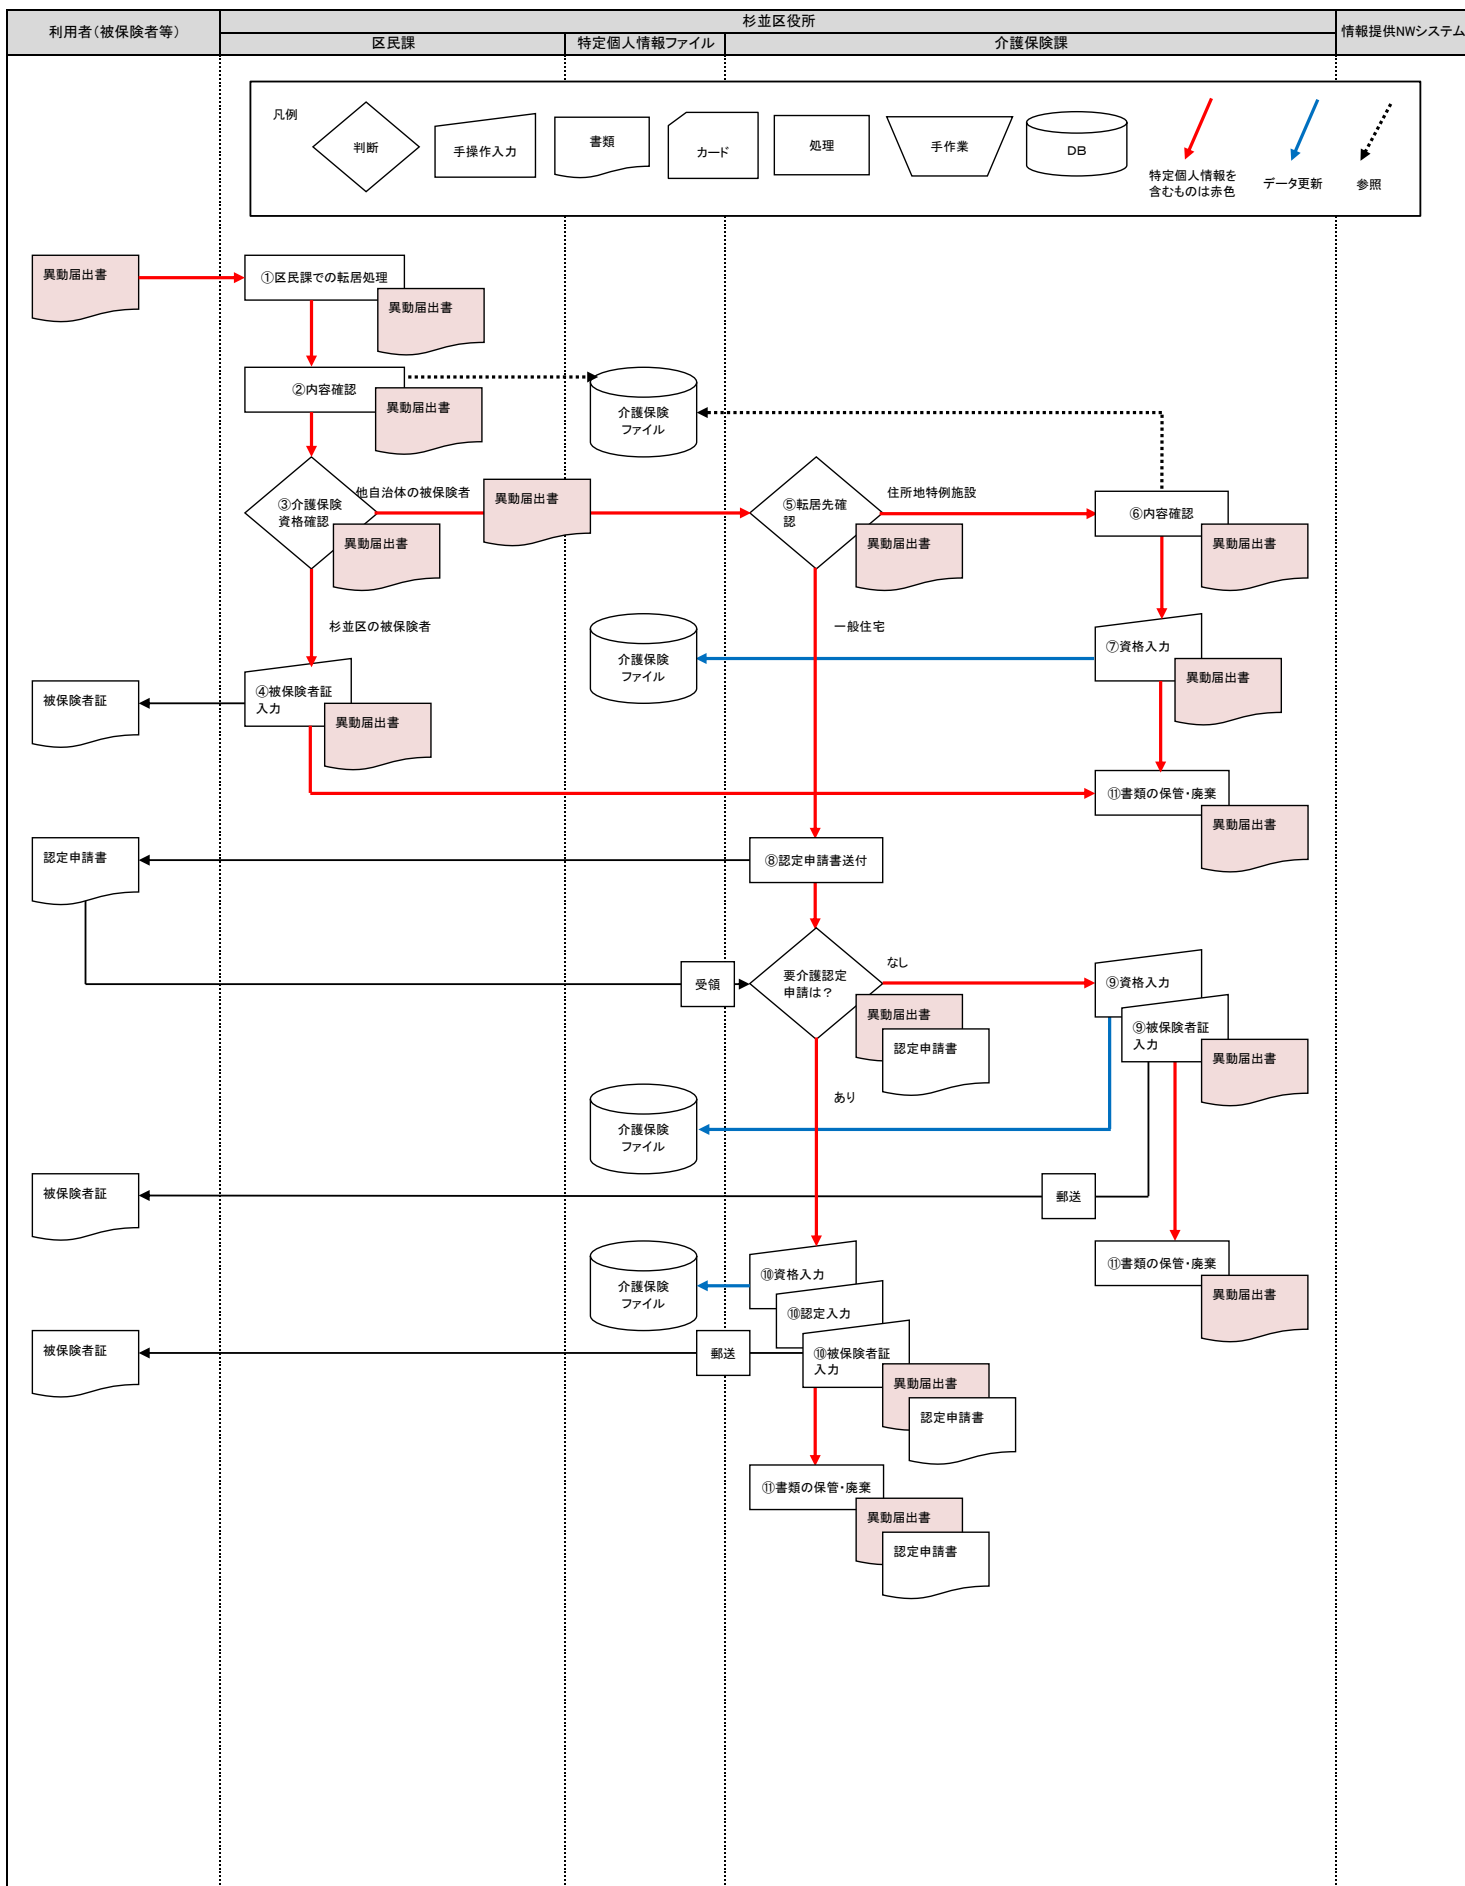 利用者（被保険者等）
杉並区役所
情報提供NWシステム
区民課
特定個人情報ファイル
介護保険課
凡例
判断
手操作入力
書類
カード
処理
手作業
DB
特定個人情報を
含むものは赤色
データ更新
参照
異動届出書
①区民課での転居処理
異動届出書
②内容確認
異動届出書
介護保険
ファイル
③介護保険
資格確認
他自治体の被保険者
異動届出書
異動届出書
⑤転居先確
認
異動届出書
住所地特例施設
⑥内容確認
異動届出書
杉並区の被保険者
介護保険
ファイル
一般住宅
⑦資格入力
異動届出書
被保険者証
④被保険者証
入力
異動届出書
⑪書類の保管・廃棄
異動届出書
認定申請書
⑧認定申請書送付
受領
要介護認定
申請は？
異動届出書
認定申請書
なし
⑨資格入力
⑨被保険者証
入力
異動届出書
あり
介護保険
ファイル
被保険者証
郵送
⑪書類の保管・廃棄
異動届出書
介護保険
ファイル
⑩資格入力
⑩認定入力
被保険者証
郵送
⑩被保険者証
入力
異動届出書
認定申請書
⑪書類の保管・廃棄
異動届出書
認定申請書